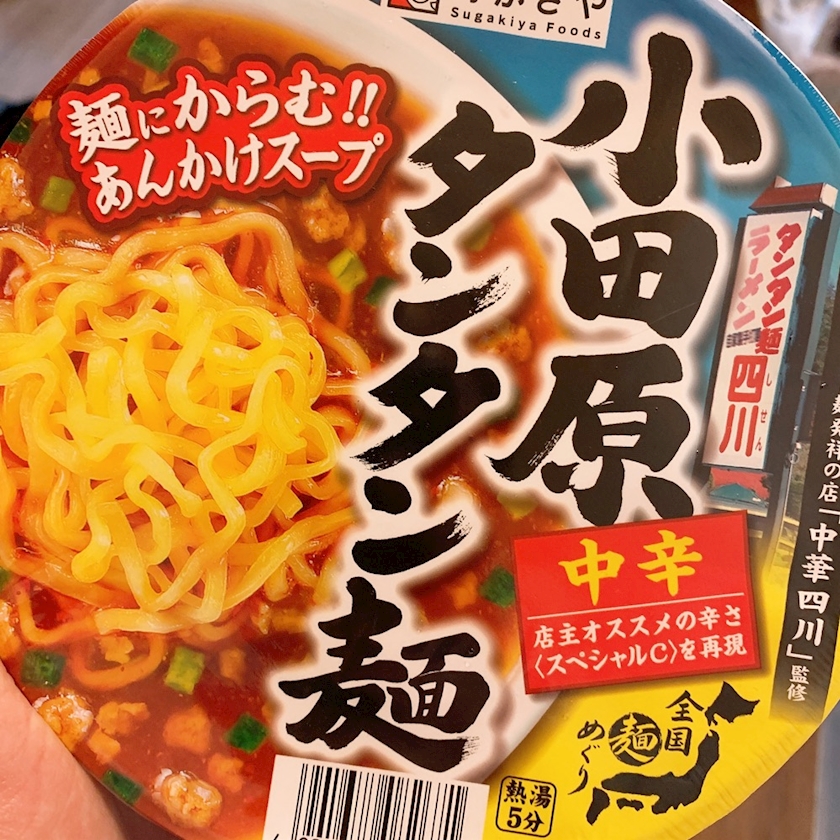 Sugakiya Foods
麺にからむ!!
あんかけスープ
小田原
タンタン麺
タンタン麺
ラーメン
四川
しせん
発祥の店「中華四川」監修
中辛
店主オススメの辛さ
〈スペシャルC〉を再現
全国
麺
めぐり
熱湯
5分